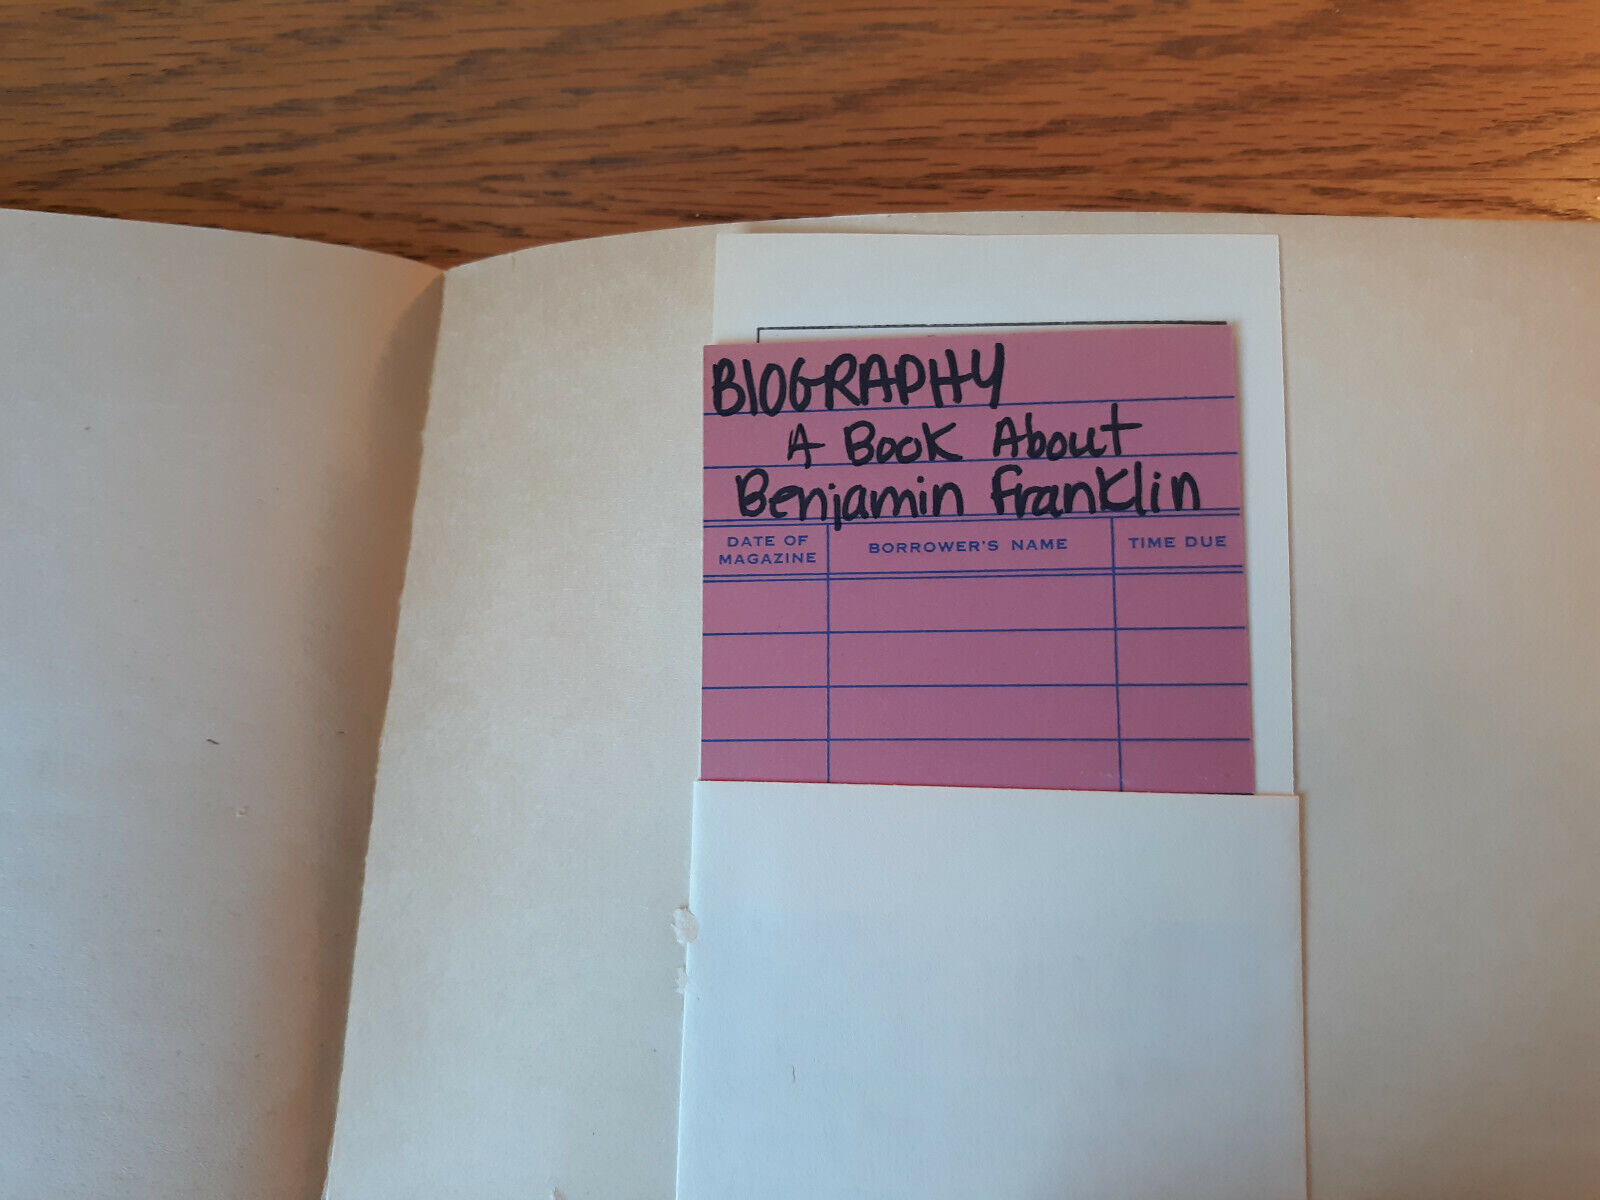 BIOGRAPHY
A Book About
Benjamin Franklin
DATE OF MAGAZINE BORROWER'S NAME TIME DUE